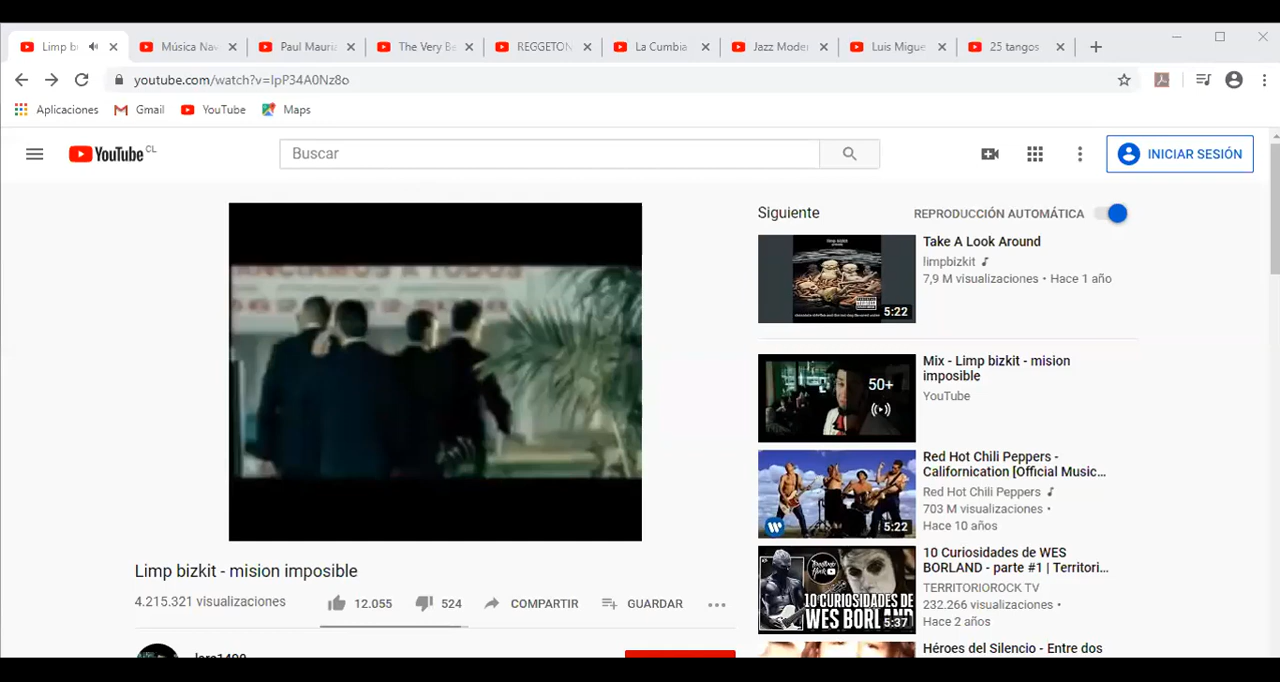 Limp bi
Música Na
Paul Mauri
The Very Be
REGGETON
La Cumbia
Jazz Moder
Luis Migue
25 tangos
youtube.com/watch?v=IpP34A0Nz8o
Aplicaciones
Gmail
YouTube
Maps
YouTube CL
Buscar
INICIAR SESIÓN
Siguiente
REPRODUCCIÓN AUTOMÁTICA
Take A Look Around
limpbizkit
7,9 M visualizaciones • Hace 1 año
5:22
Mix - Limp bizkit - mision
imposible
YouTube
50+
Red Hot Chili Peppers -
Californication [Official Music...
Red Hot Chili Peppers
703 M visualizaciones •
Hace 10 años
5:22
10 Curiosidades de WES
BORLAND - parte #1 | Territori...
TERRITORIOROCK TV
232.266 visualizaciones •
Hace 2 años
10 CURIOSIDADES DE
WES BORL
5:37
Héroes del Silencio - Entre dos
A TODOS
Limp bizkit - mision imposible
4.215.321 visualizaciones
12.055
524
COMPARTIR
GUARDAR